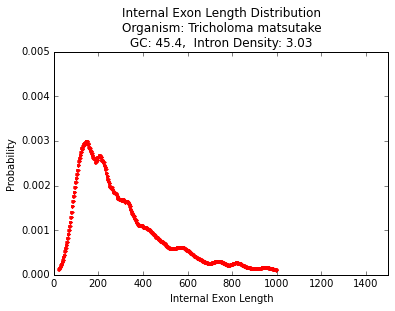 Internal Exon Length Distribution
Organism: Tricholoma matsutake
GC: 45.4,  Intron Density: 3.03
0.005
0.004
0.003
0.002
0.001
0.000
Probability
0 200 400 600 800 1000 1200 1400
Internal Exon Length